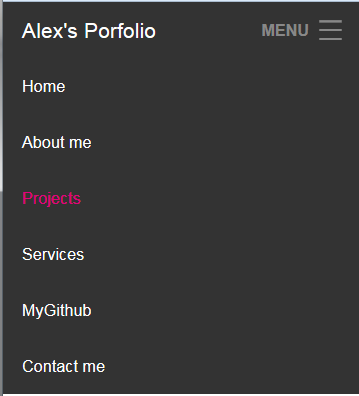 Alex's Porfolio MENU
Home
About me
Projects
Services
MyGithub
Contact me